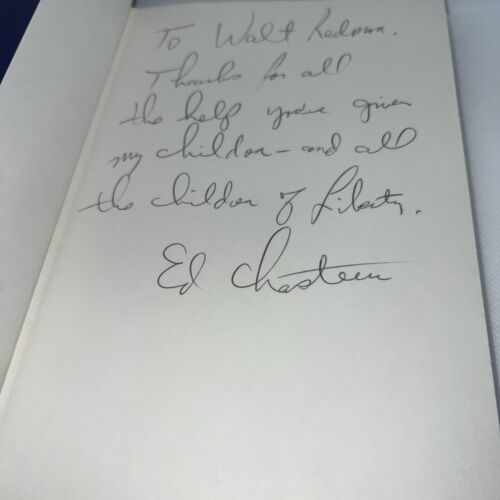 To Walt Redmon.
Thanks for all
the help you've given
my children - and all
the children of Liberty.
Ed Chasteen